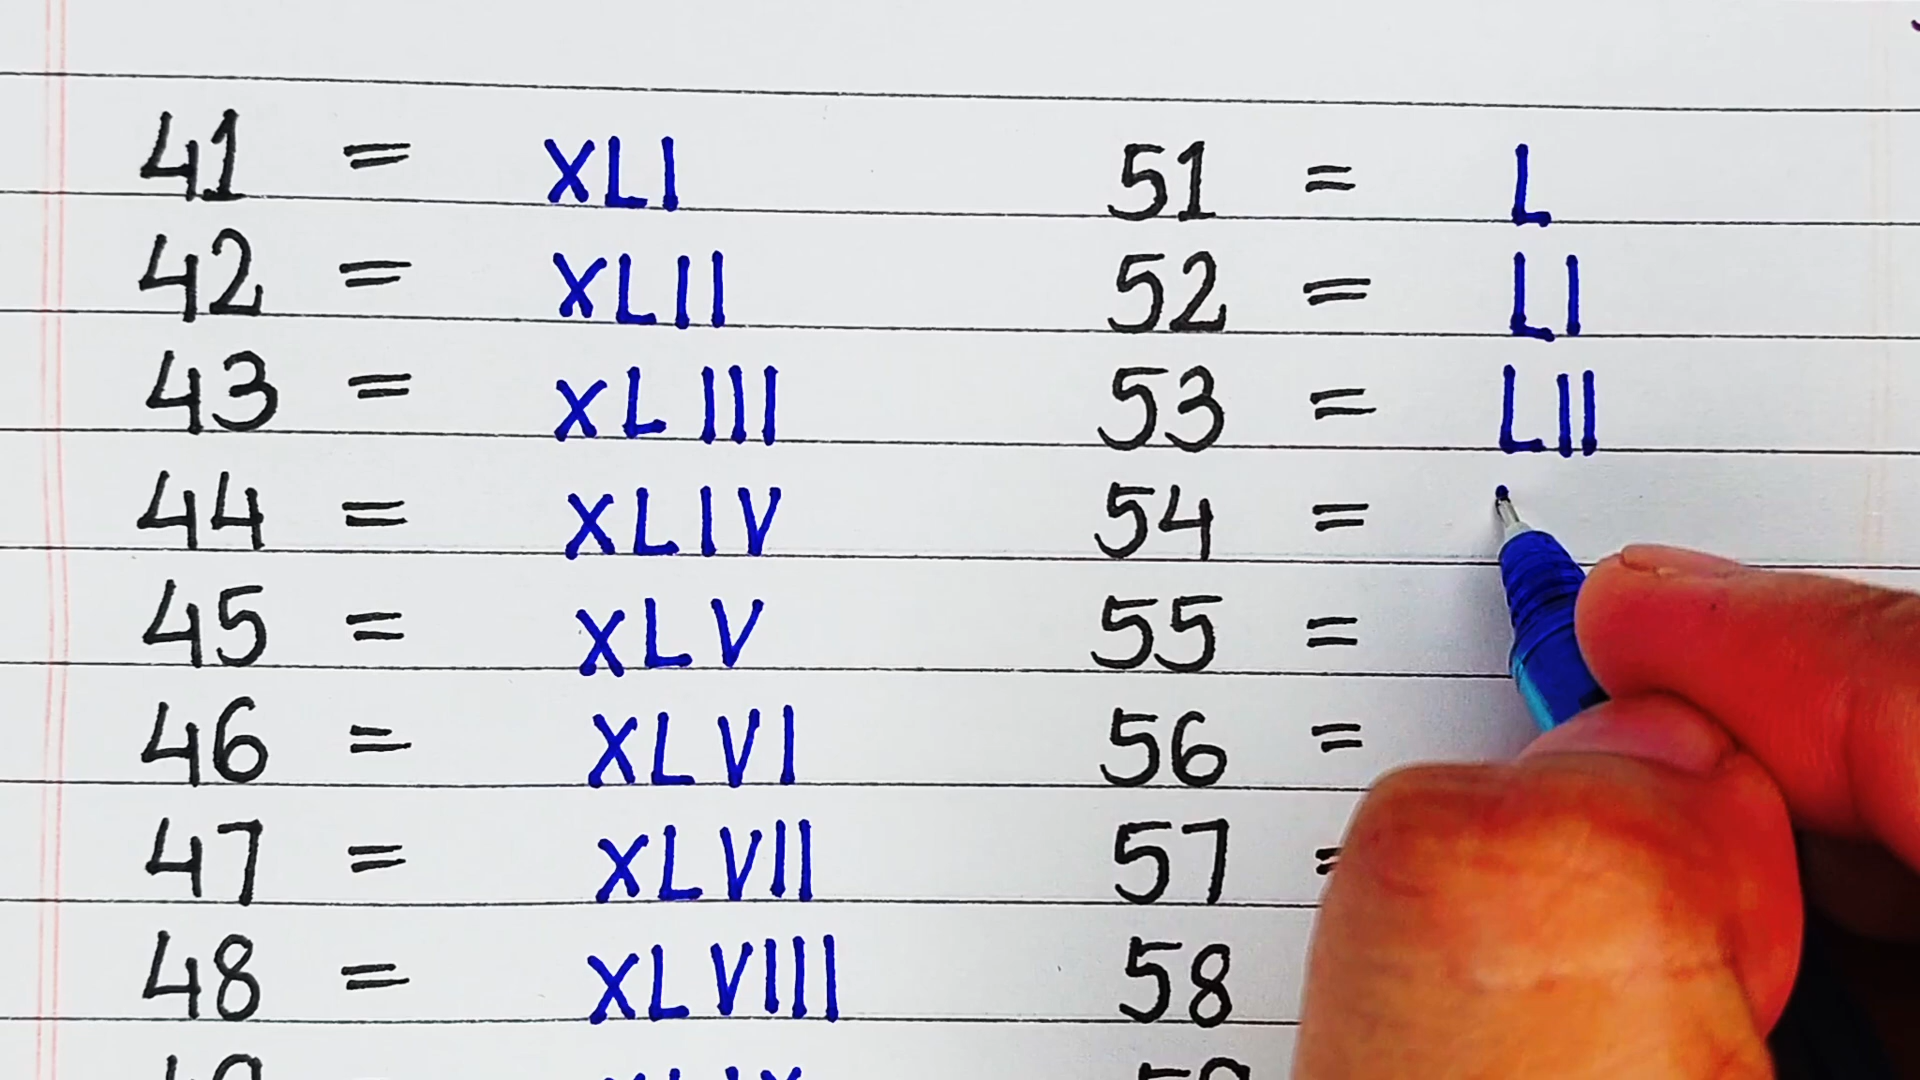 41 = XLI 51 = L
42 = XLII 52 = LI
43 = XLIII 53 = LII
44 = XLIV 54 =
45 = XLV 55 =
46 = XLVI 56 =
47 = XLVII 57 =
48 = XLVIII 58